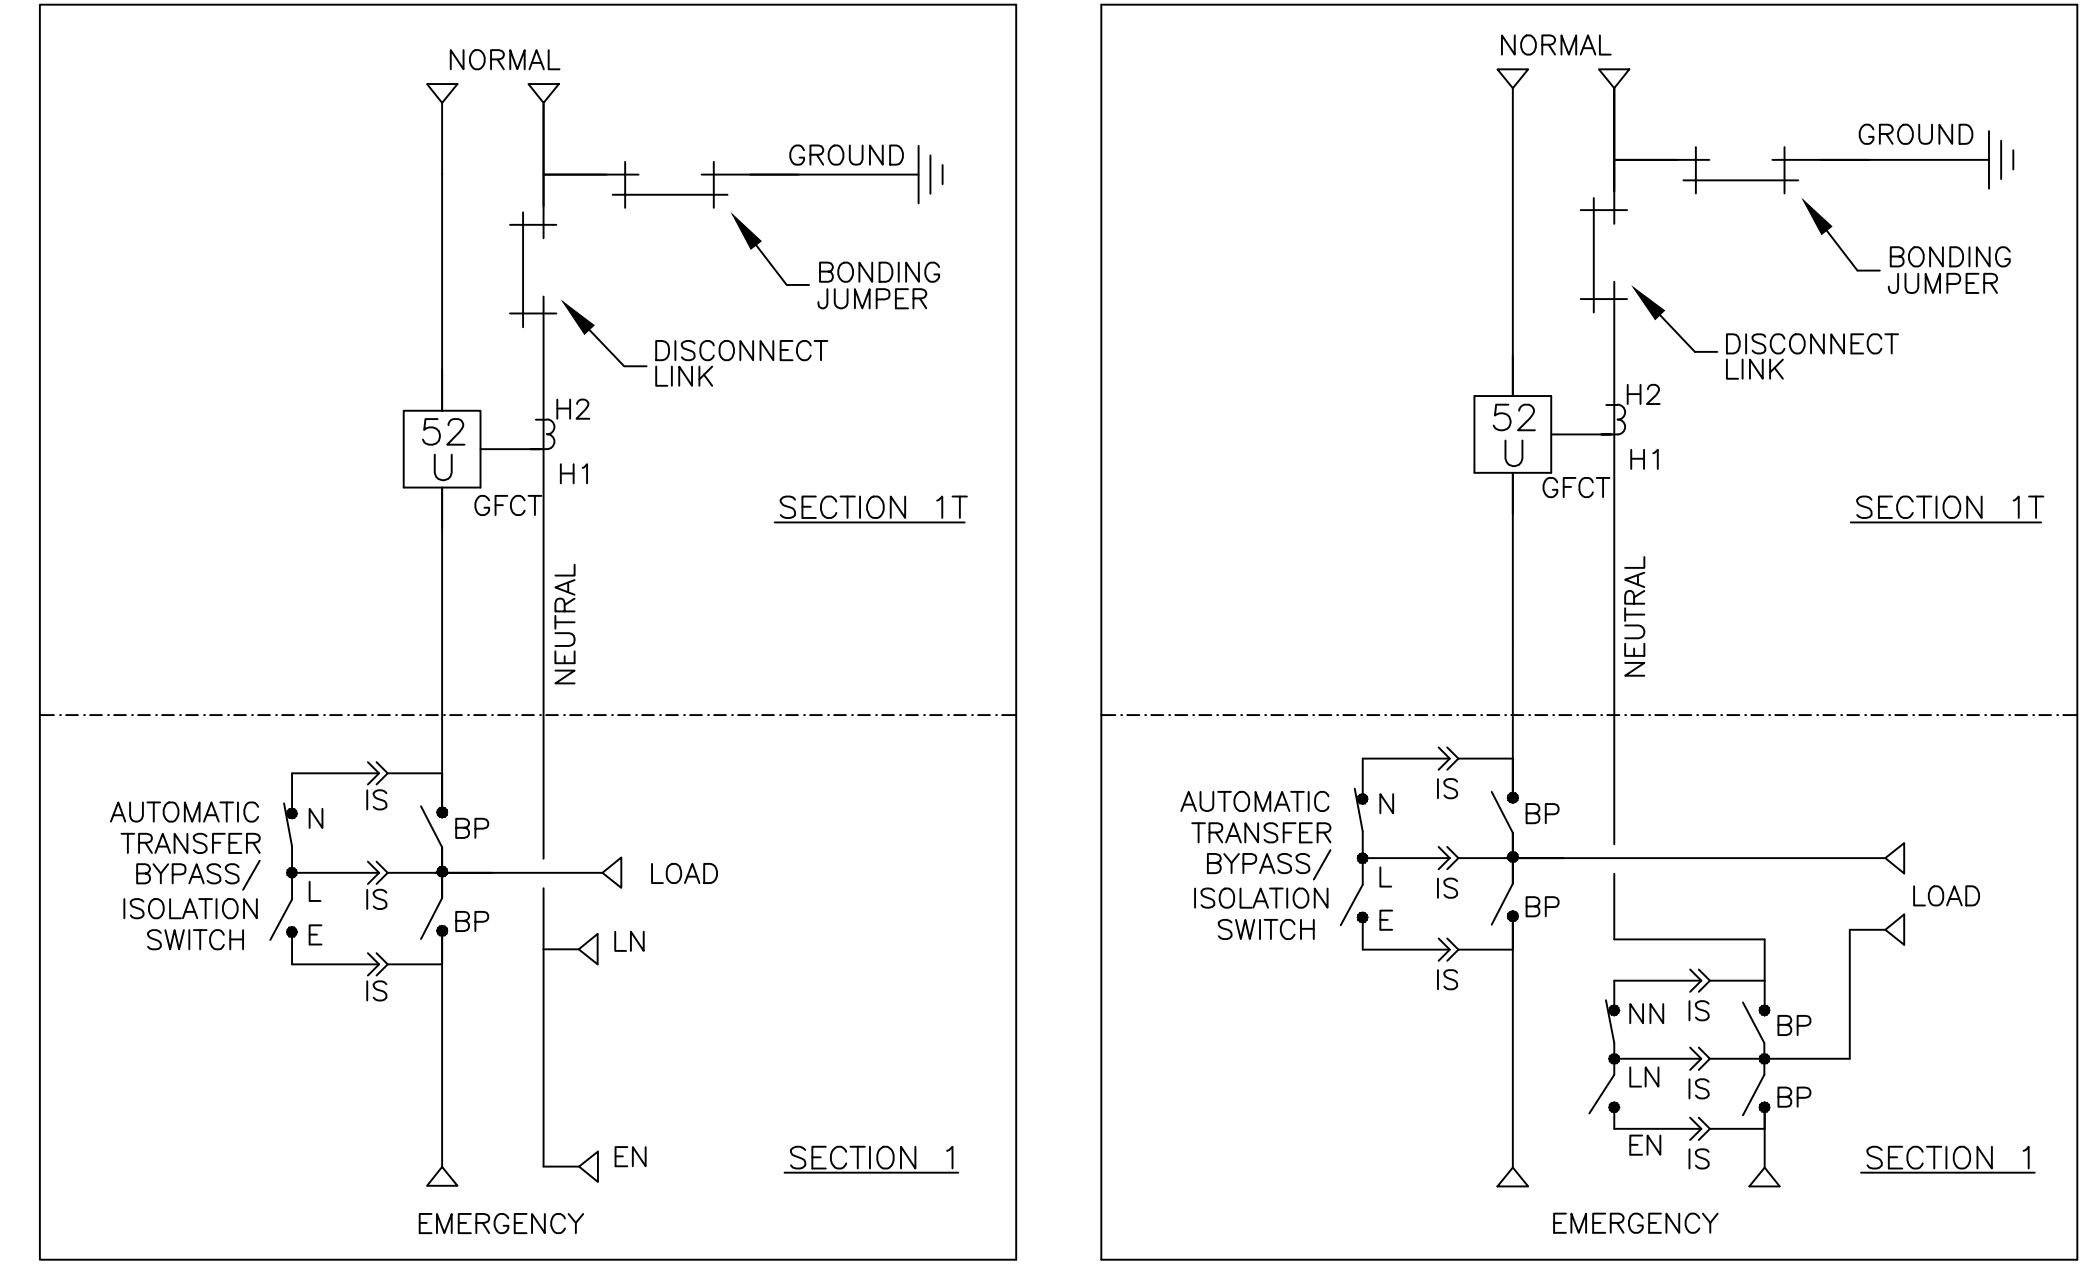 NORMAL
GROUND
BONDING
JUMPER
DISCONNECT
LINK
H2
52
U
H1
GFCT
SECTION 1T
NEUTRAL
IS
AUTOMATIC
TRANSFER
BYPASS/
ISOLATION
SWITCH
N
BP
L
IS
LOAD
E
BP
LN
IS
EN
SECTION 1
EMERGENCY
NORMAL
GROUND
BONDING
JUMPER
DISCONNECT
LINK
H2
52
U
H1
GFCT
SECTION 1T
NEUTRAL
IS
AUTOMATIC
TRANSFER
BYPASS/
ISOLATION
SWITCH
N
BP
L
IS
LOAD
E
BP
IS
NN
IS
BP
LN
IS
BP
EN
IS
SECTION 1
EMERGENCY